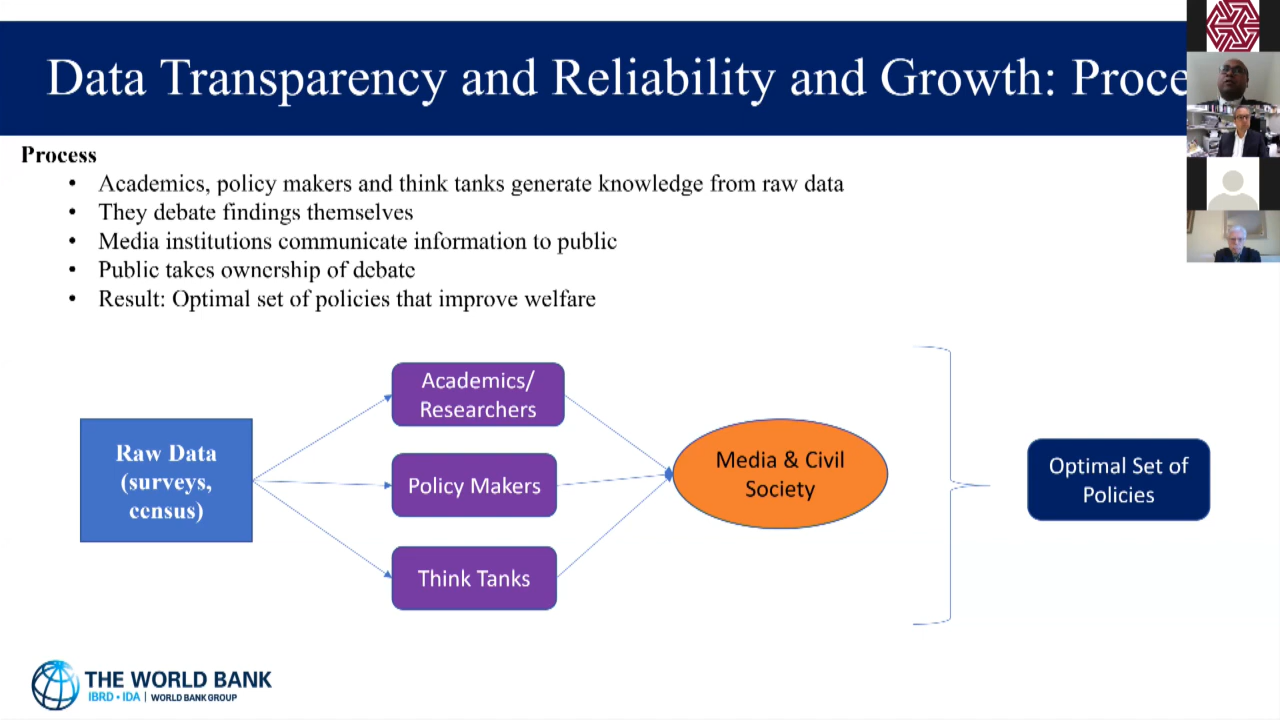 Data Transparency and Reliability and Growth: Proce
Process
• Academics, policy makers and think tanks generate knowledge from raw data
• They debate findings themselves
• Media institutions communicate information to public
• Public takes ownership of debate
• Result: Optimal set of policies that improve welfare
Raw Data
(surveys,
census)
Academics/
Researchers
Policy Makers
Think Tanks
Media & Civil
Society
Optimal Set of
Policies
THE WORLD BANK
IBRD • IDA | WORLD BANK GROUP